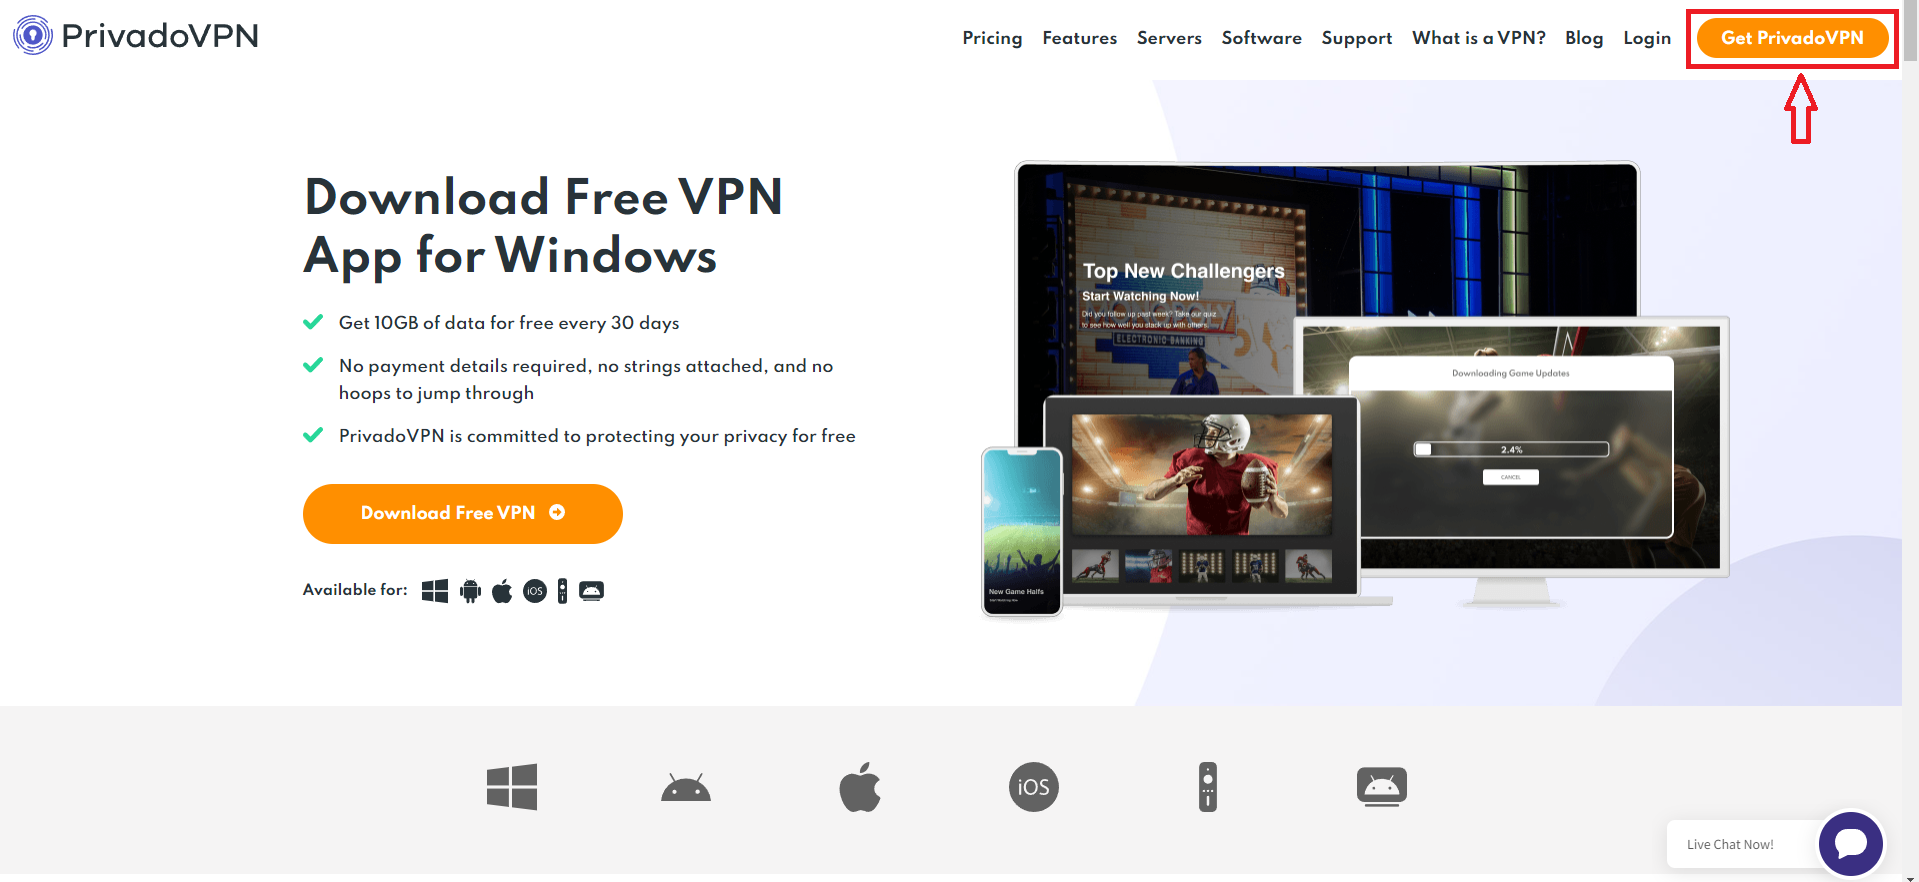 PrivadoVPN
Pricing
Features
Servers
Software
Support
What is a VPN?
Blog
Login
Get PrivadoVPN
Download Free VPN
App for Windows
Get 10GB of data for free every 30 days
No payment details required, no strings attached, and no
hoops to jump through
PrivadoVPN is committed to protecting your privacy for free
Download Free VPN
Available for:
iOS
Top New Challengers
Start Watching Now!
Did you follow up past week? Take our quiz
to see how well you stack up with others.
MONOPOLY
ELECTRONIC BANKING
Downloading Game Updates
2.4%
CANCEL
New Game Halfs
iOS
Live Chat Now!